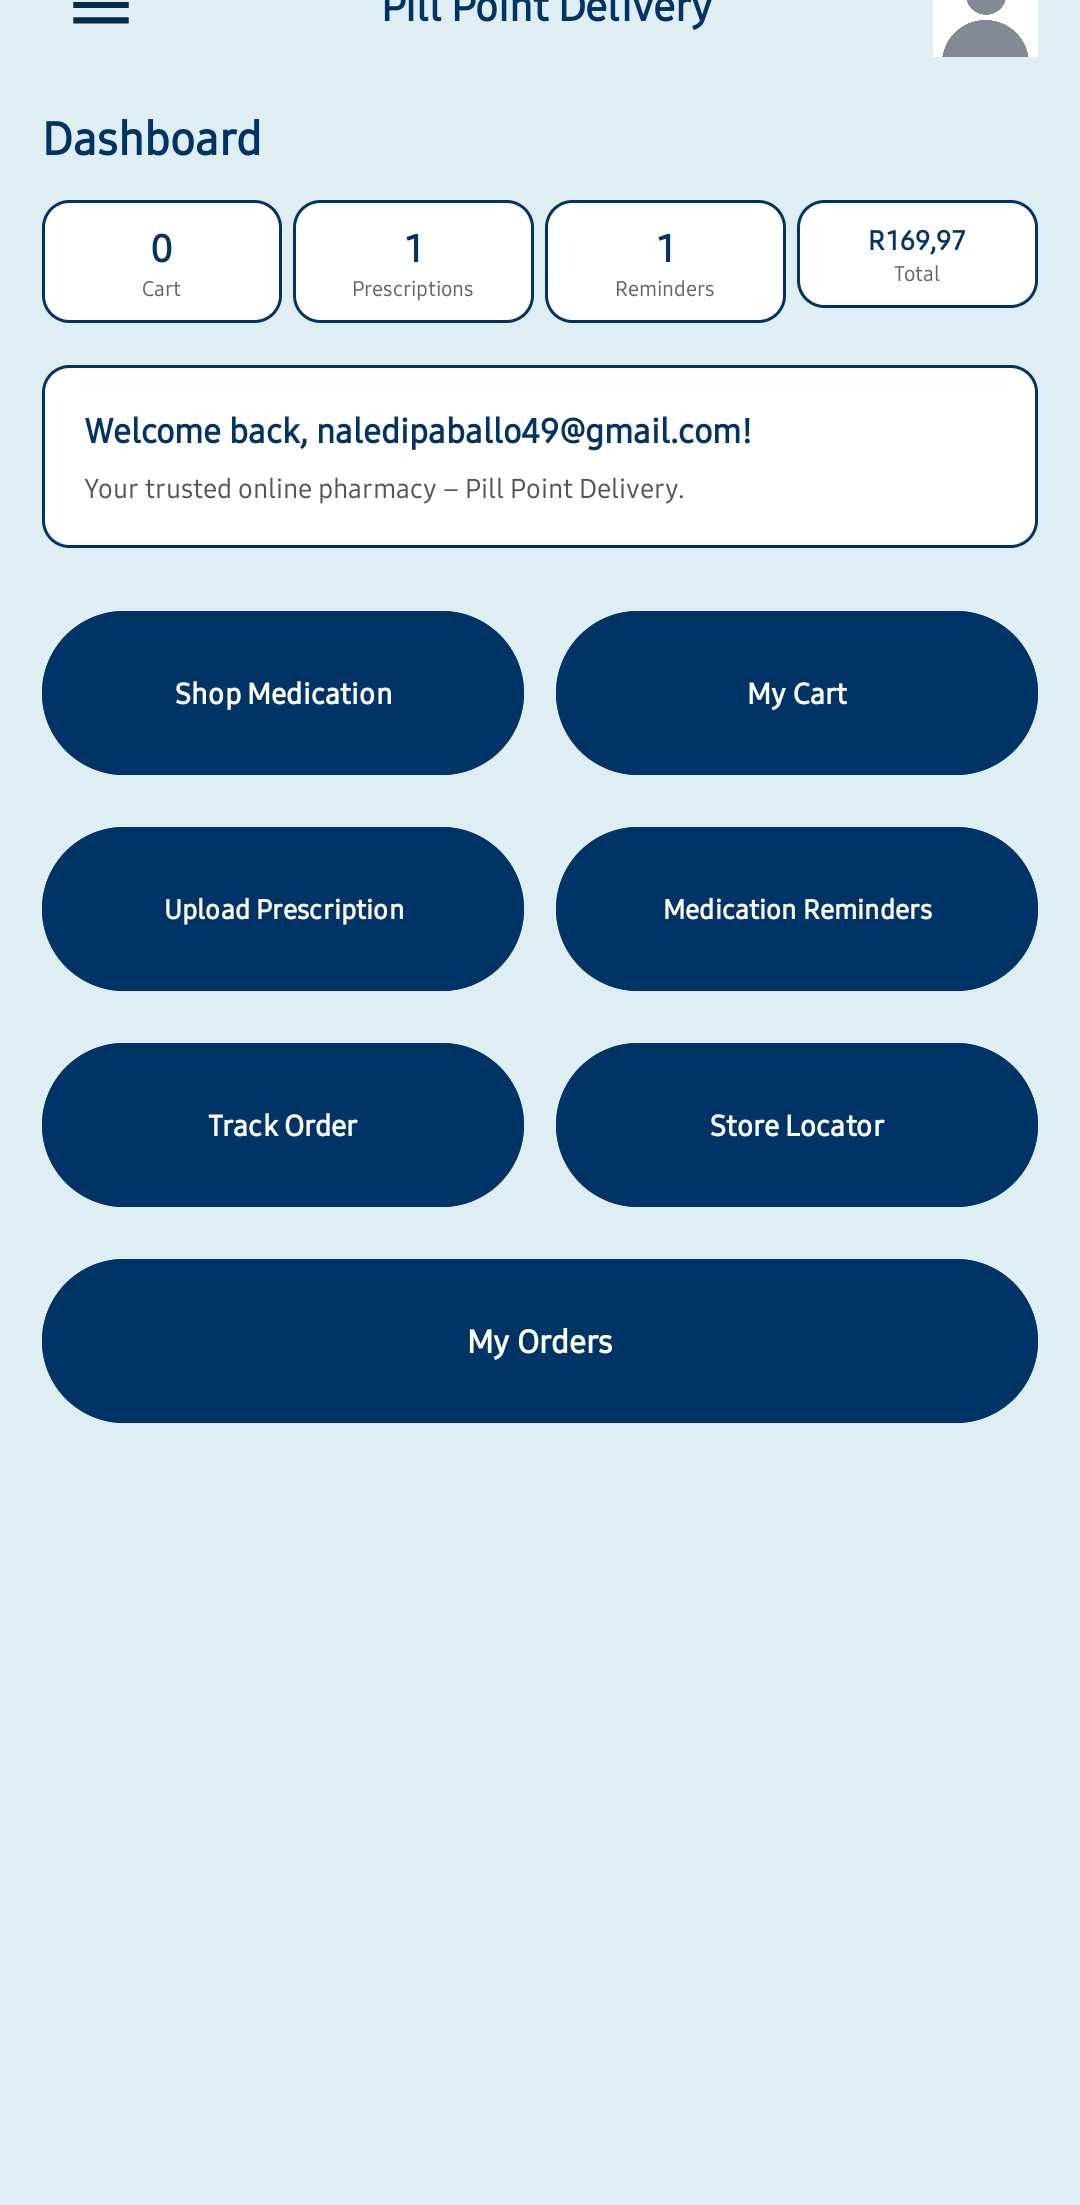 Pill Point Delivery
Dashboard
0
Cart
1
Prescriptions
1
Reminders
R169,97
Total
Welcome back, naledipaballo49@gmail.com!
Your trusted online pharmacy – Pill Point Delivery.
Shop Medication
My Cart
Upload Prescription
Medication Reminders
Track Order
Store Locator
My Orders